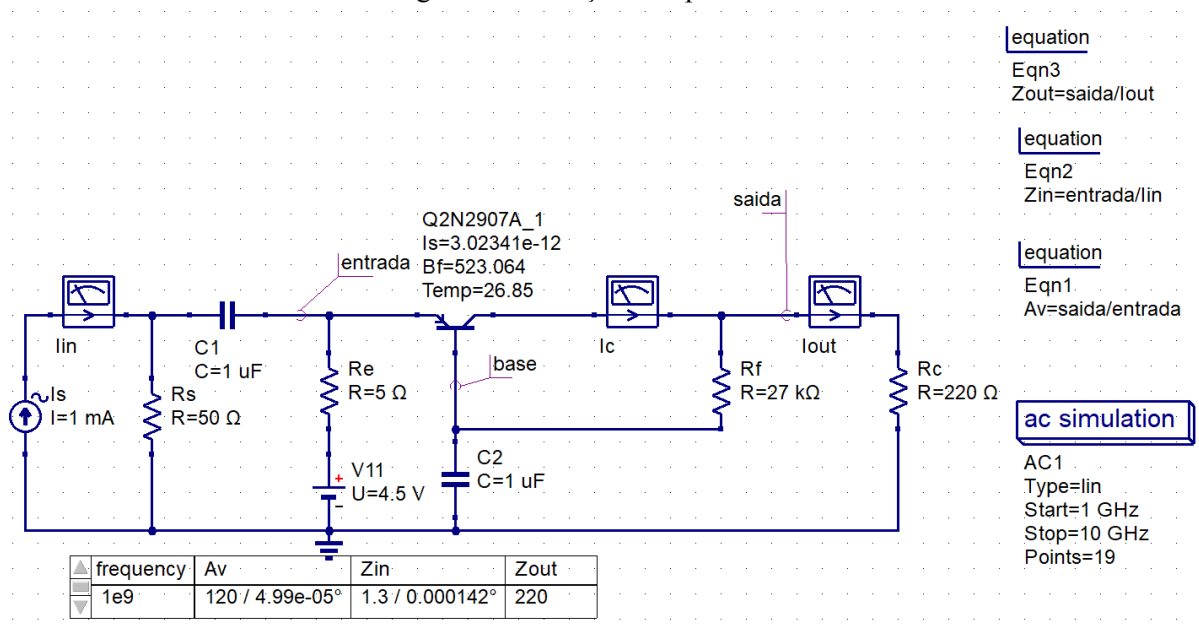 equation
Eqn3
Zout=saida/Iout
equation
Eqn2
Zin=entrada/Iin
equation
Eqn1
Av=saida/entrada
saida
Q2N2907A_1
Is=3.02341e-12
Bf=523.064
Temp=26.85
entrada
Iin
C1
C=1 uF
Ic
Iout
Is
I=1 mA
Rs
R=50 Ω
Re
R=5 Ω
base
Rf
R=27 kΩ
Rc
R=220 Ω
V11
U=4.5 V
C2
C=1 uF
ac simulation
AC1
Type=lin
Start=1 GHz
Stop=10 GHz
Points=19
frequency Av Zin Zout
1e9 120 / 4.99e-05° 1.3 / 0.000142° 220